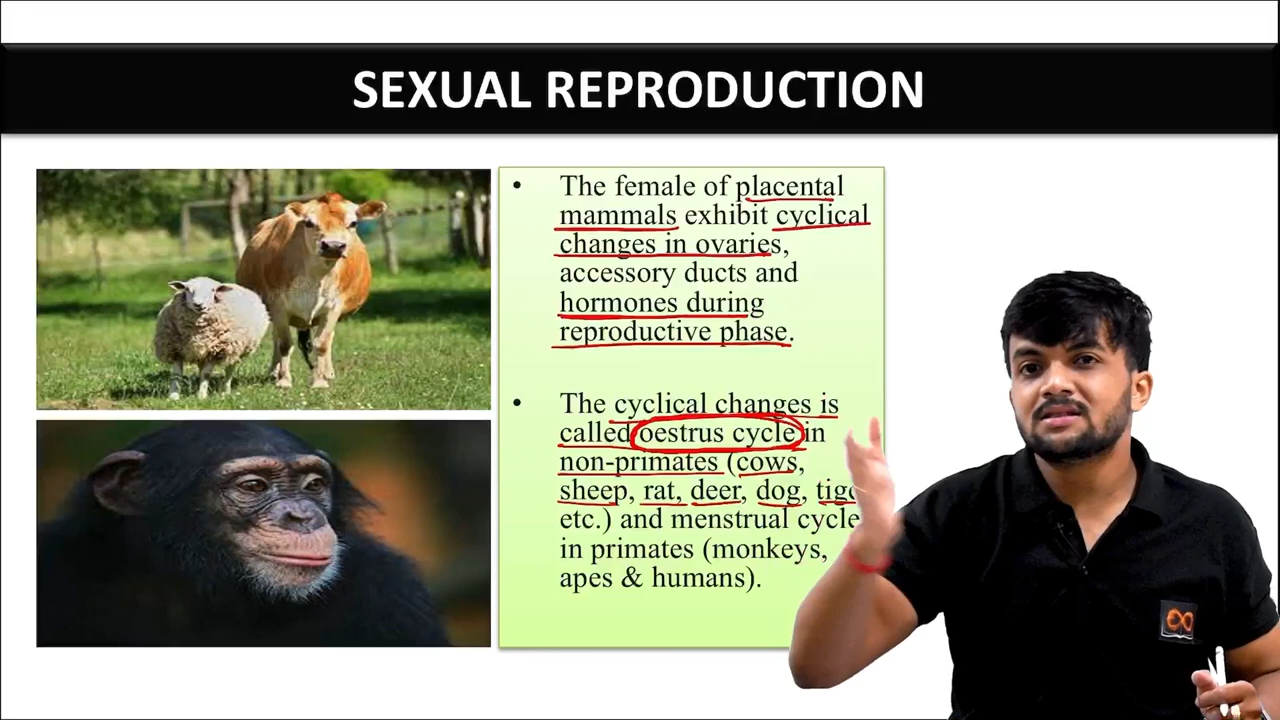 SEXUAL REPRODUCTION
• The female of placental
mammals exhibit cyclical
changes in ovaries,
accessory ducts and
hormones during
reproductive phase.
• The cyclical changes is
called oestrus cycle in
non-primates (cows,
sheep, rat, deer, dog,
etc.) and menstrual cycle
in primates (monkeys,
apes & humans).